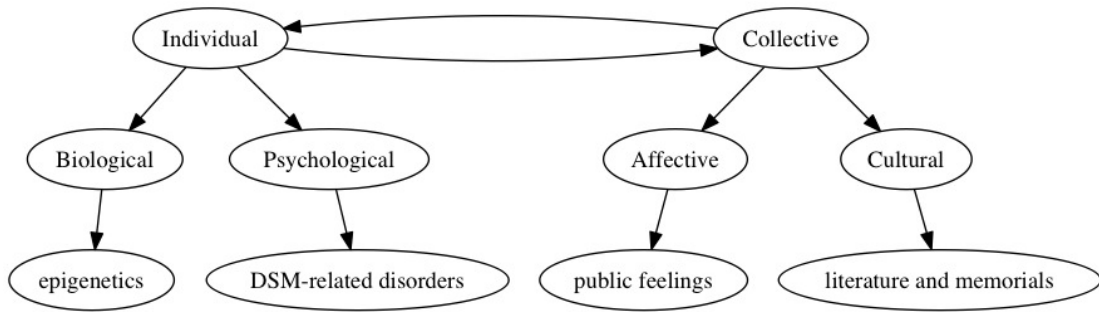 Individual
Collective
Biological
Psychological
Affective
Cultural
epigenetics
DSM-related disorders
public feelings
literature and memorials